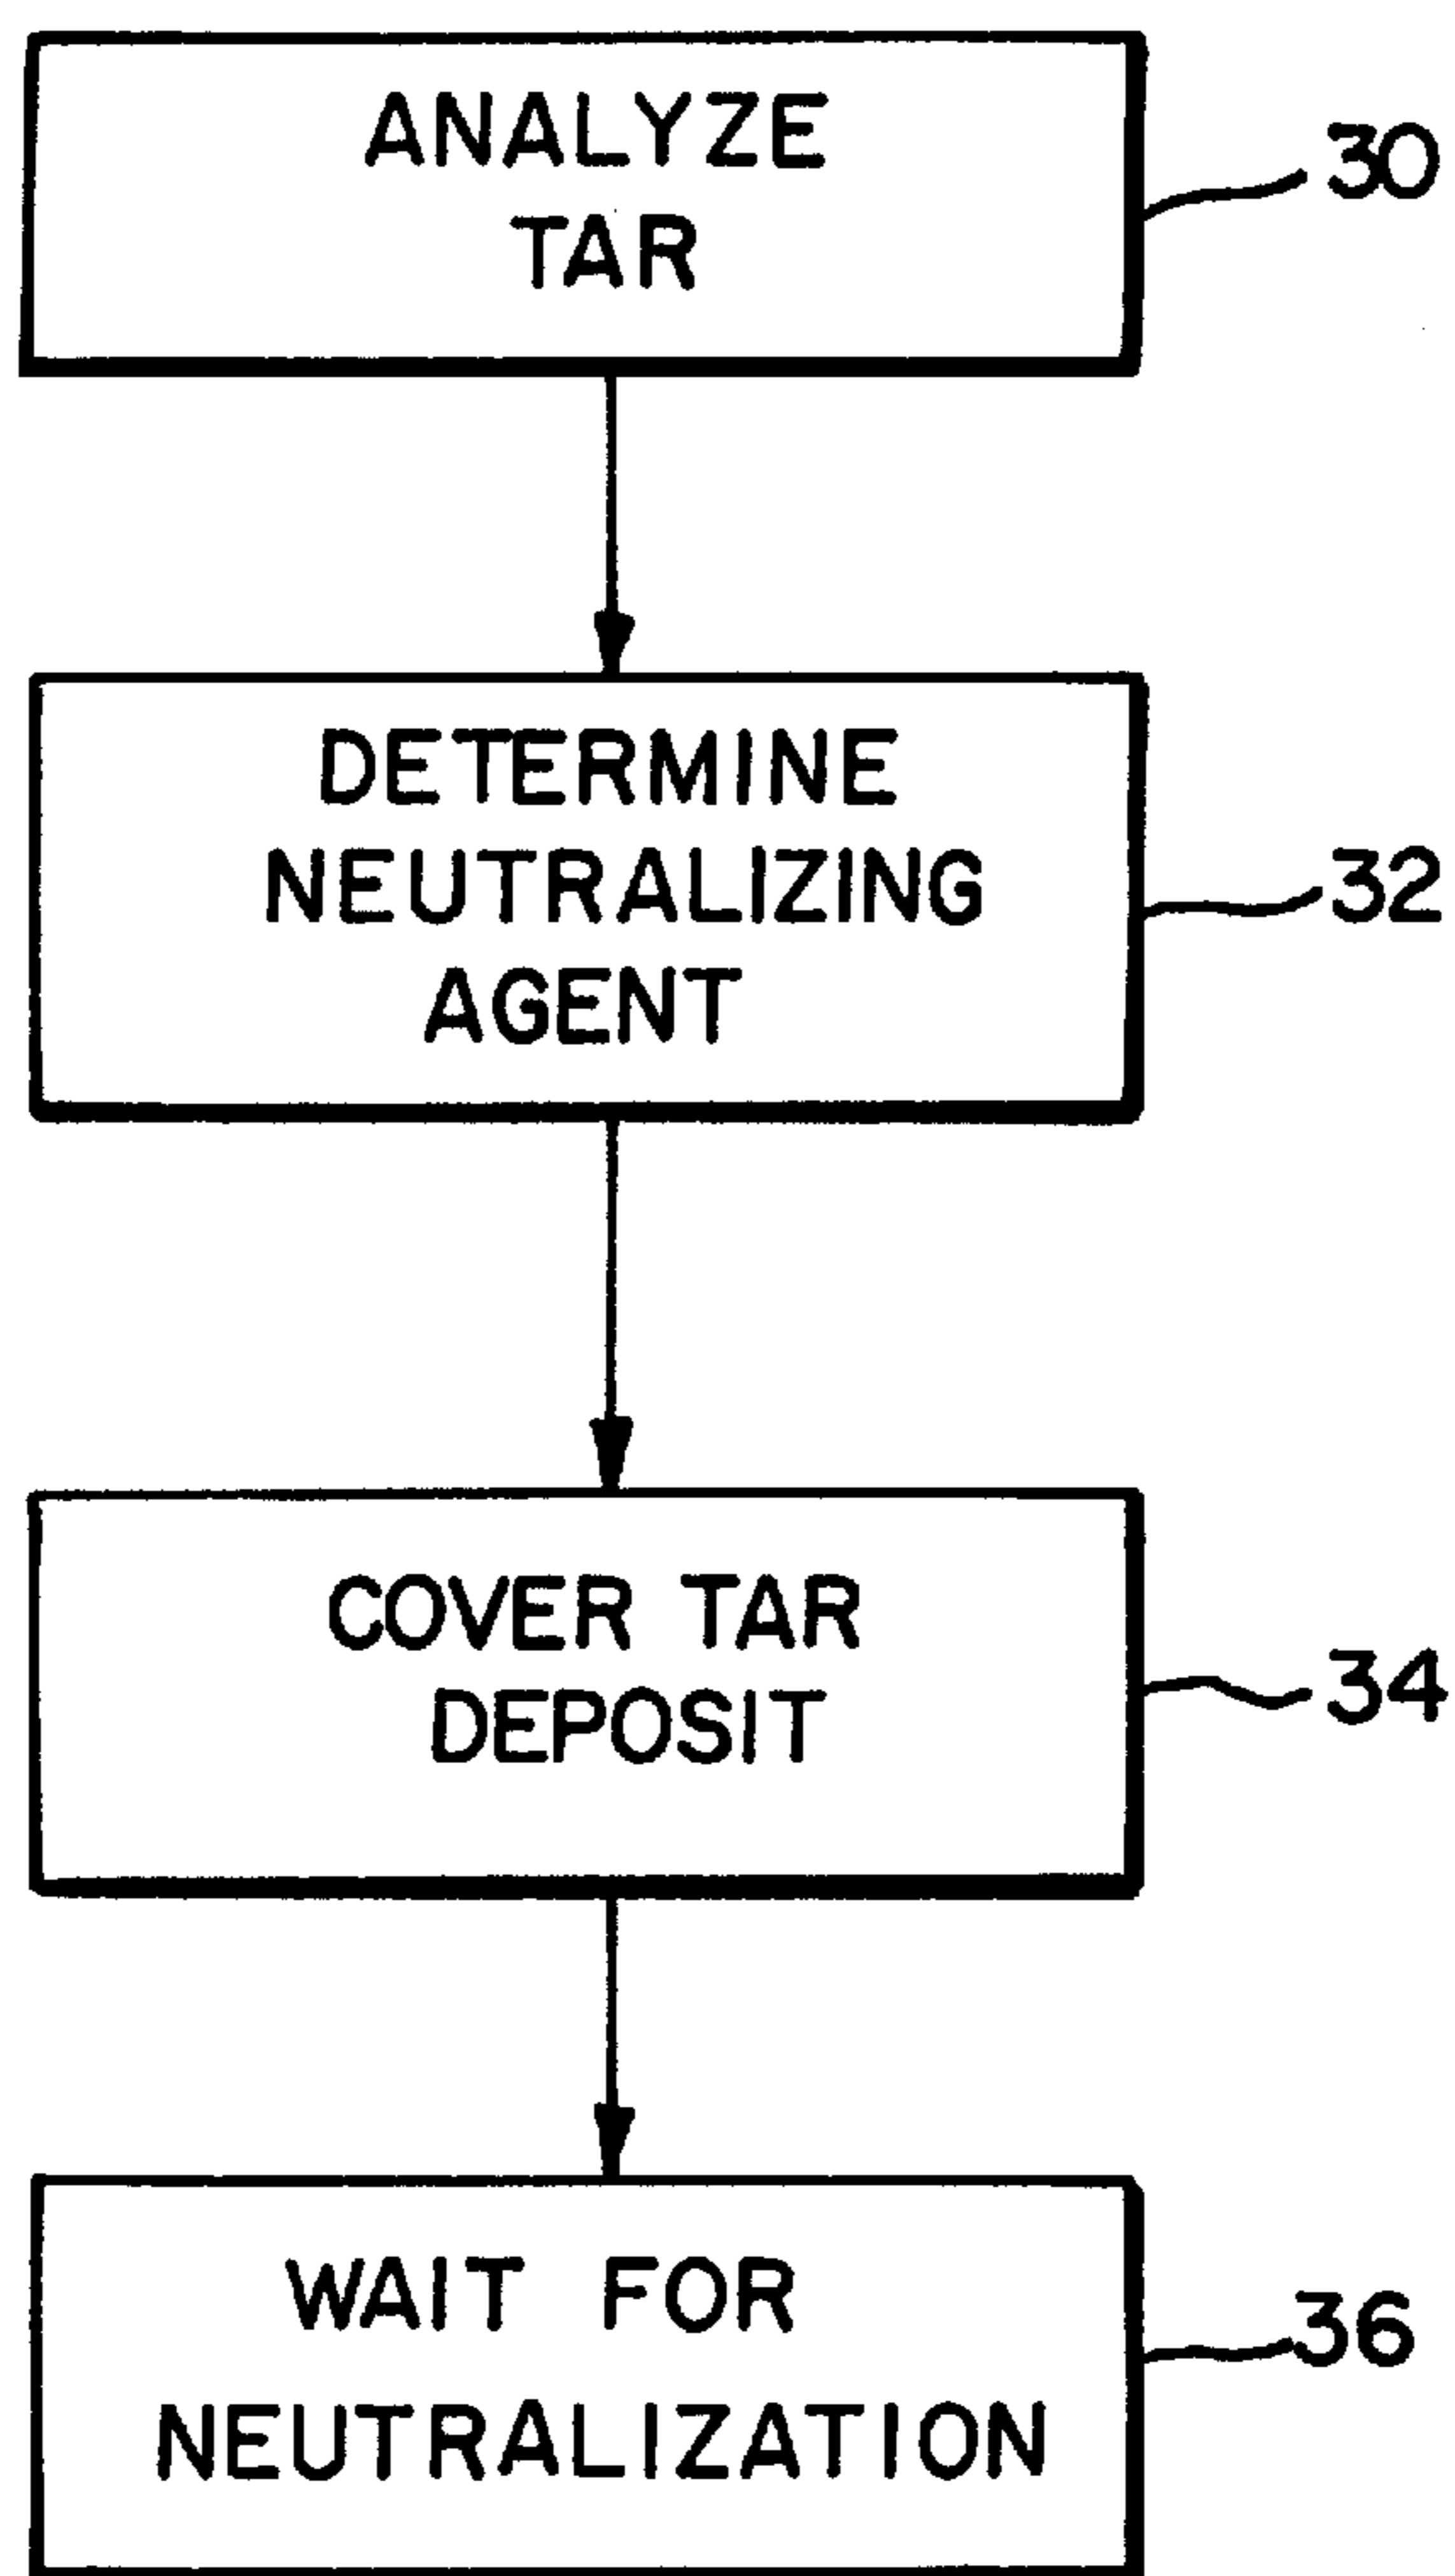 ANALYZE
TAR
30
DETERMINE
NEUTRALIZING
AGENT
32
COVER TAR
DEPOSIT
34
WAIT FOR
NEUTRALIZATION
36